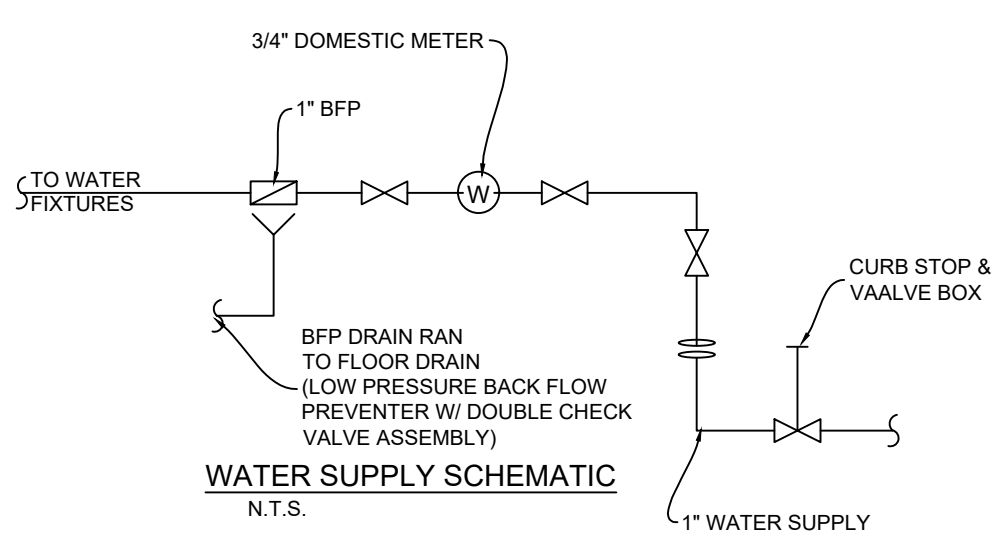 3/4" DOMESTIC METER
1" BFP
TO WATER
FIXTURES
W
CURB STOP &
VAALVE BOX
BFP DRAIN RAN
TO FLOOR DRAIN
(LOW PRESSURE BACK FLOW
PREVENTER W/ DOUBLE CHECK
VALVE ASSEMBLY)
WATER SUPPLY SCHEMATIC
N.T.S.
1" WATER SUPPLY